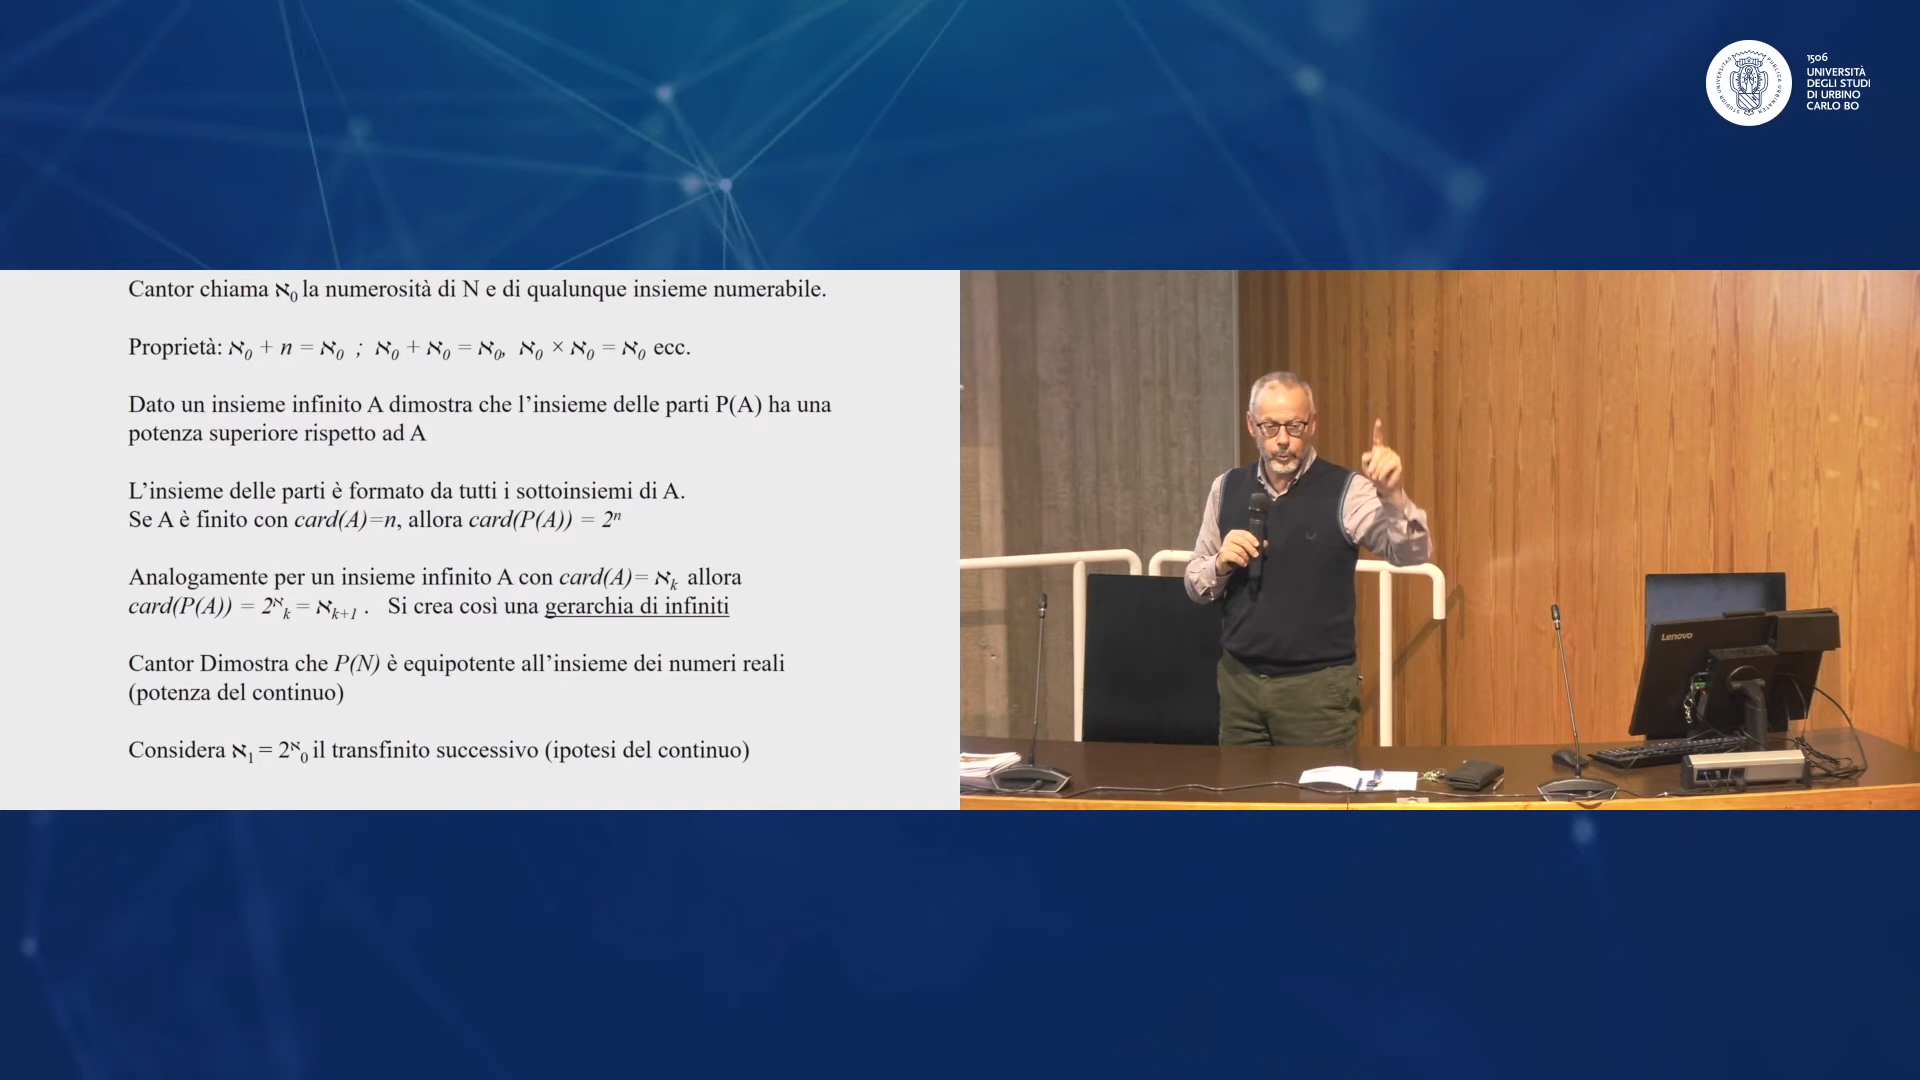 1506
UNIVERSITÀ
DEGLI STUDI
DI URBINO
CARLO BO
Cantor chiama ℵ₀ la numerosità di N e di qualunque insieme numerabile.
Proprietà: ℵ₀ + n = ℵ₀ ; ℵ₀ + ℵ₀ = ℵ₀, ℵ₀ × ℵ₀ = ℵ₀ ecc.
Dato un insieme infinito A dimostra che l’insieme delle parti P(A) ha una
potenza superiore rispetto ad A
L’insieme delle parti è formato da tutti i sottoinsiemi di A.
Se A è finito con card(A)=n, allora card(P(A)) = 2ⁿ
Analogamente per un insieme infinito A con card(A)= ℵₖ allora
card(P(A)) = 2^ℵₖ = ℵₖ₊₁ . Si crea così una gerarchia di infiniti
Cantor Dimostra che P(N) è equipotente all’insieme dei numeri reali
(potenza del continuo)
Considera ℵ₁ = 2^ℵ₀ il transfinito successivo (ipotesi del continuo)
Lenovo